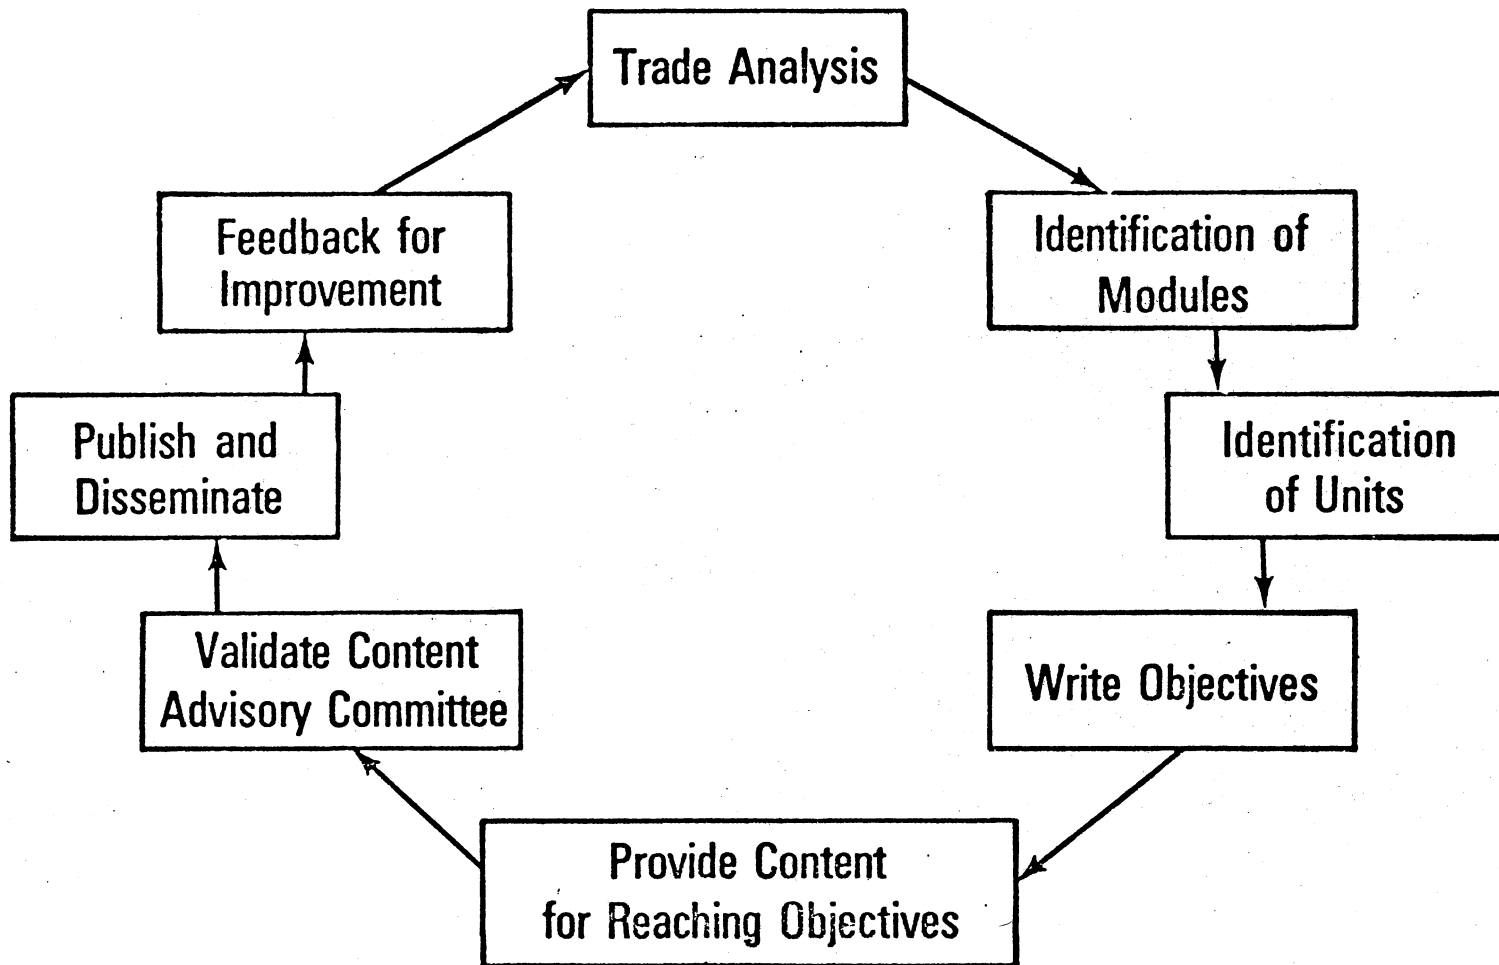 Trade Analysis
Identification of
Modules
Identification
of Units
Write Objectives
Provide Content
for Reaching Objectives
Validate Content
Advisory Committee
Publish and
Disseminate
Feedback for
Improvement